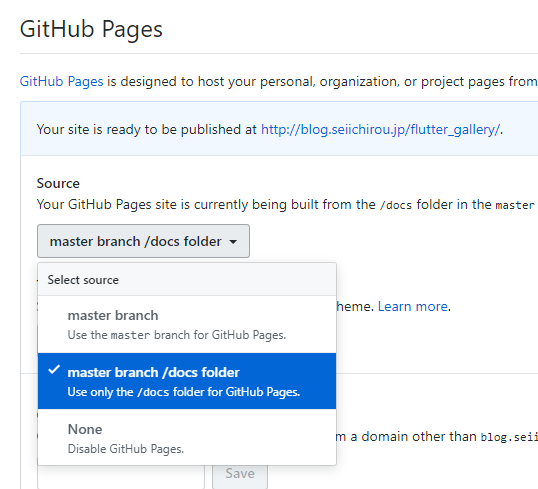 GitHub Pages
GitHub Pages is designed to host your personal, organization, or project pages from
Your site is ready to be published at http://blog.seiichirou.jp/flutter_gallery/.
Source
Your GitHub Pages site is currently being built from the /docs folder in the master
master branch /docs folder
Select source
heme. Learn more.
master branch
Use the master branch for GitHub Pages.
master branch /docs folder
Use only the /docs folder for GitHub Pages.
None
m a domain other than blog.seii
Disable GitHub Pages.
Save